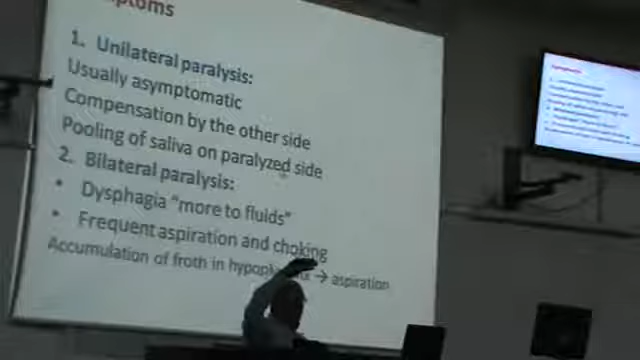 Symptoms
1. Unilateral paralysis:
Usually asymptomatic
Compensation by the other side
Pooling of saliva on paralyzed side
2. Bilateral paralysis:
• Dysphagia "more to fluids"
• Frequent aspiration and choking
Accumulation of froth in → aspiration